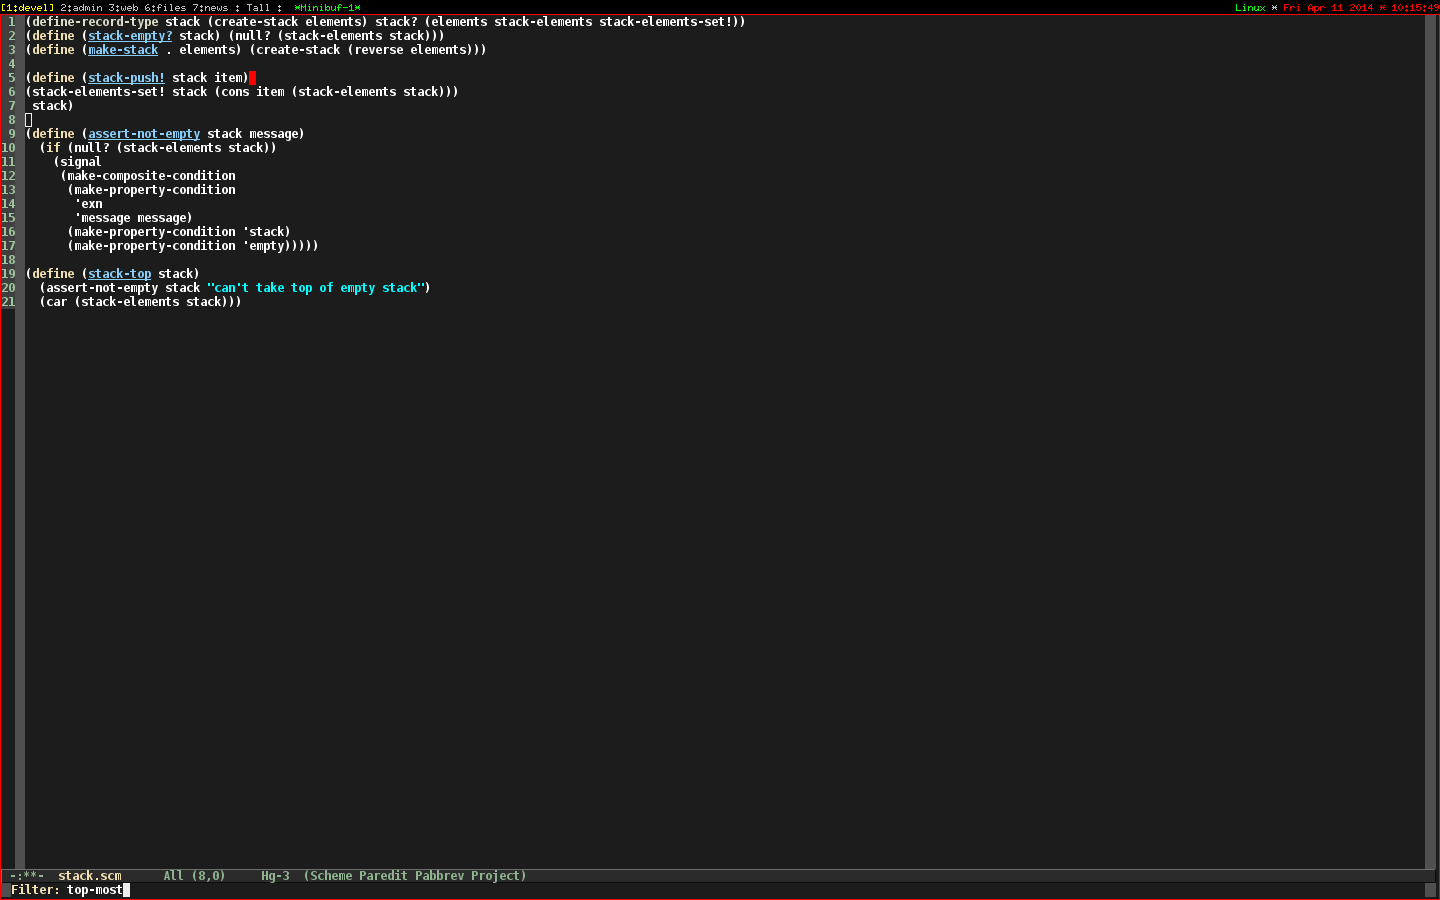 [1:devel] 2:admin 3:web 6:files 7:news : Tall : *Minibuf-1* Linux * Fri Apr 11 2014 * 10:15:49
1 (define-record-type stack (create-stack elements) stack? (elements stack-elements stack-elements-set!))
2 (define (stack-empty? stack) (null? (stack-elements stack)))
3 (define (make-stack . elements) (create-stack (reverse elements)))
4
5 (define (stack-push! stack item)
6 (stack-elements-set! stack (cons item (stack-elements stack)))
7  stack)
8
9 (define (assert-not-empty stack message)
10   (if (null? (stack-elements stack))
11     (signal
12      (make-composite-condition
13       (make-property-condition
14        'exn
15        'message message)
16       (make-property-condition 'stack)
17       (make-property-condition 'empty)))))
18
19 (define (stack-top stack)
20   (assert-not-empty stack "can't take top of empty stack")
21   (car (stack-elements stack)))
-:**-  stack.scm      All (8,0)     Hg-3  (Scheme Paredit Pabbrev Project)
Filter: top-most